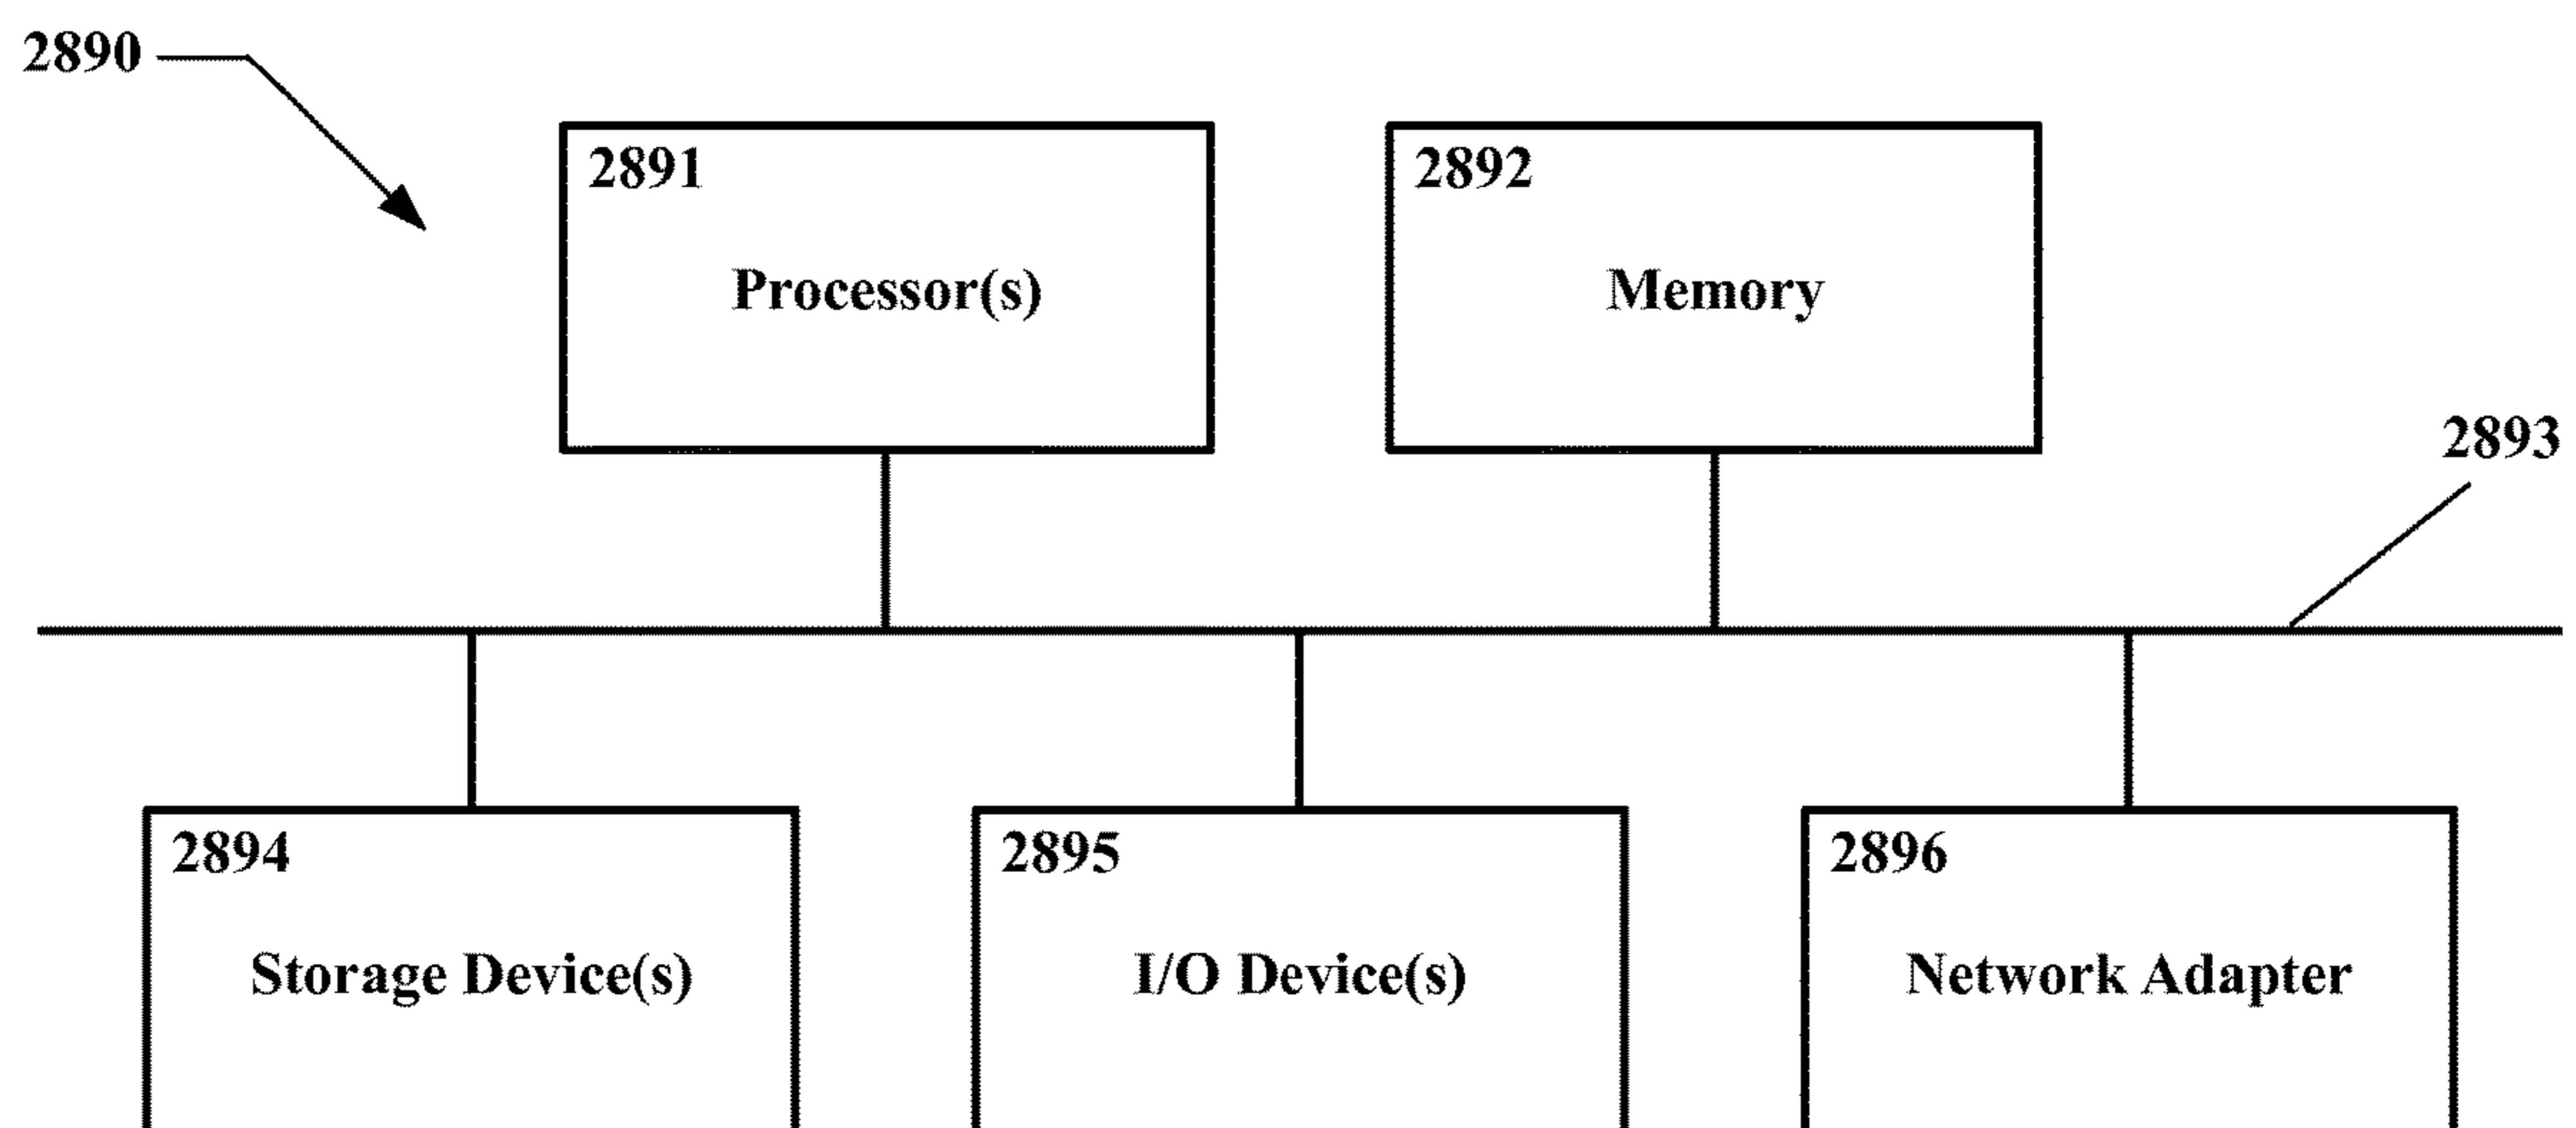 2890
2891
Processor(s)
2892
Memory
2893
2894
Storage Device(s)
2895
I/O Device(s)
2896
Network Adapter